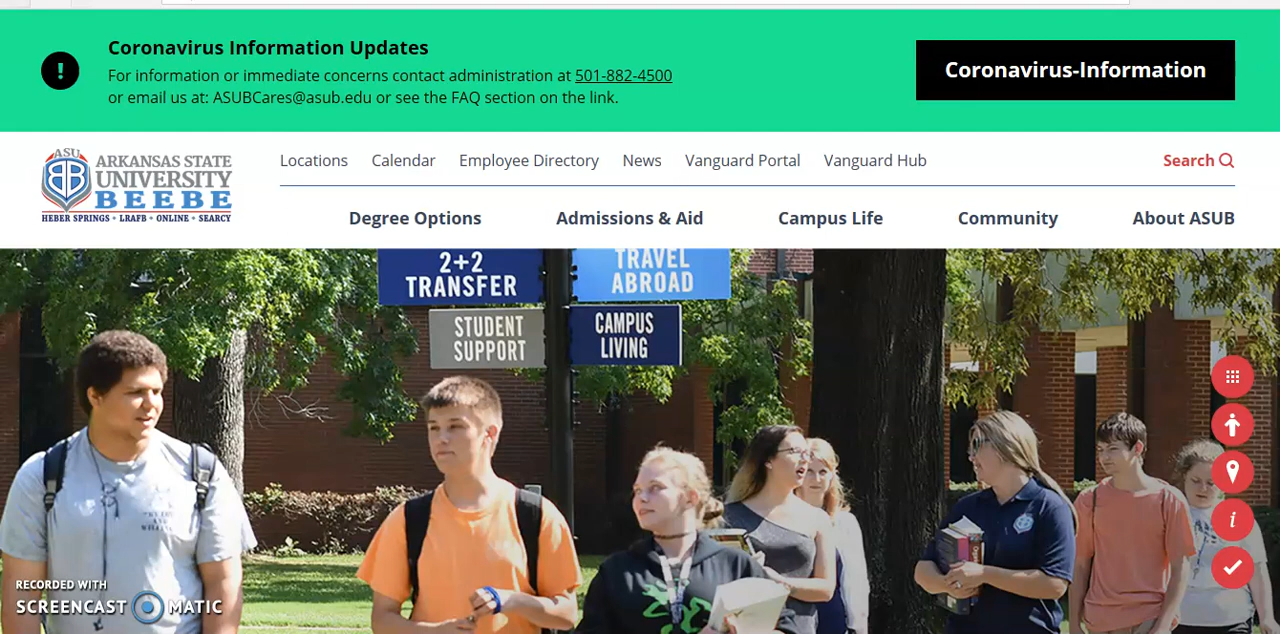 Coronavirus Information Updates
For information or immediate concerns contact administration at 501-882-4500
or email us at: ASUBCares@asub.edu or see the FAQ section on the link.
Coronavirus-Information
ASU
ARKANSAS STATE
UNIVERSITY
BEEBE
HEBER SPRINGS • LRAFB • ONLINE • SEARCY
Locations Calendar Employee Directory News Vanguard Portal Vanguard Hub Search
Degree Options Admissions & Aid Campus Life Community About ASUB
2+2
TRANSFER
TRAVEL
ABROAD
STUDENT
SUPPORT
CAMPUS
LIVING
RECORDED WITH
SCREENCAST MATIC